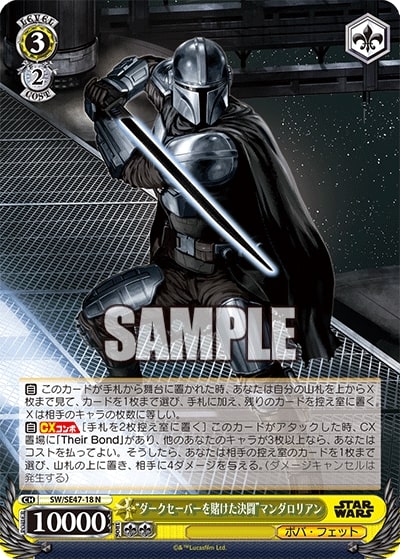 LEVEL
3
2
COST
SAMPLE
自 このカードが手札から舞台に置かれた時、あなたは自分の山札を上からX
枚まで見て、カードを1枚まで選び、手札に加え、残りのカードを控え室に置く。
Xは相手のキャラの枚数に等しい。
自 CXコンボ [手札を2枚控え室に置く] このカードがアタックした時、CX
置場に「Their Bond」があり、他のあなたのキャラが3枚以上なら、あなたは
コストを払ってよい。そうしたら、あなたは相手のキャラを1枚
選び、山札の上に置き、相手に4ダメージを与える。(ダメージキャンセルは
発生する)
CH SW/SE47-18 N
10000
“ダークセーバーを賭けた決闘”マンダロリアン
STAR
WARS
ボバ・フェット
©&™Lucasfilm Ltd.